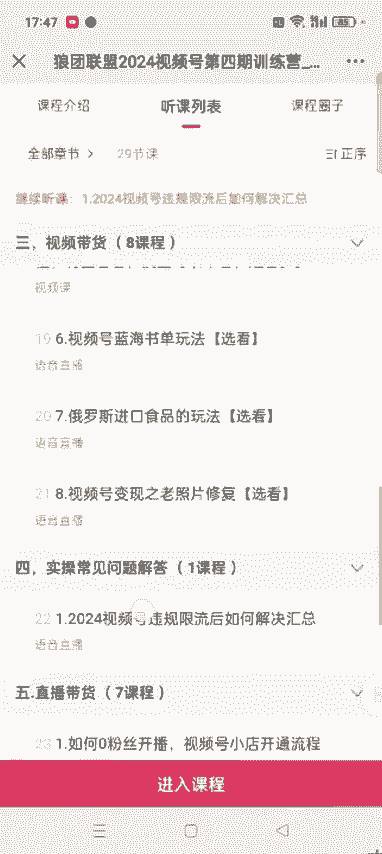 17:47
85
狼团联盟2024视频号第四期训练营_...
课程介绍
听课列表
课程圈子
全部章节
29节课
正序
继续听课: 1.2024视频号违规限流后如何解决汇总
三，视频带货（8课程）
视频课
19 6.视频号蓝海书单玩法【选看】
语音直播
20 7.俄罗斯进口食品的玩法【选看】
语音直播
21 8.视频号变现之老照片修复【选看】
语音直播
四，实操常见问题解答（1课程）
22 1.2024视频号违规限流后如何解决汇总
语音直播
五.直播带货（7课程）
23 1.如何0粉丝开播，视频号小店开通流程
进入课程